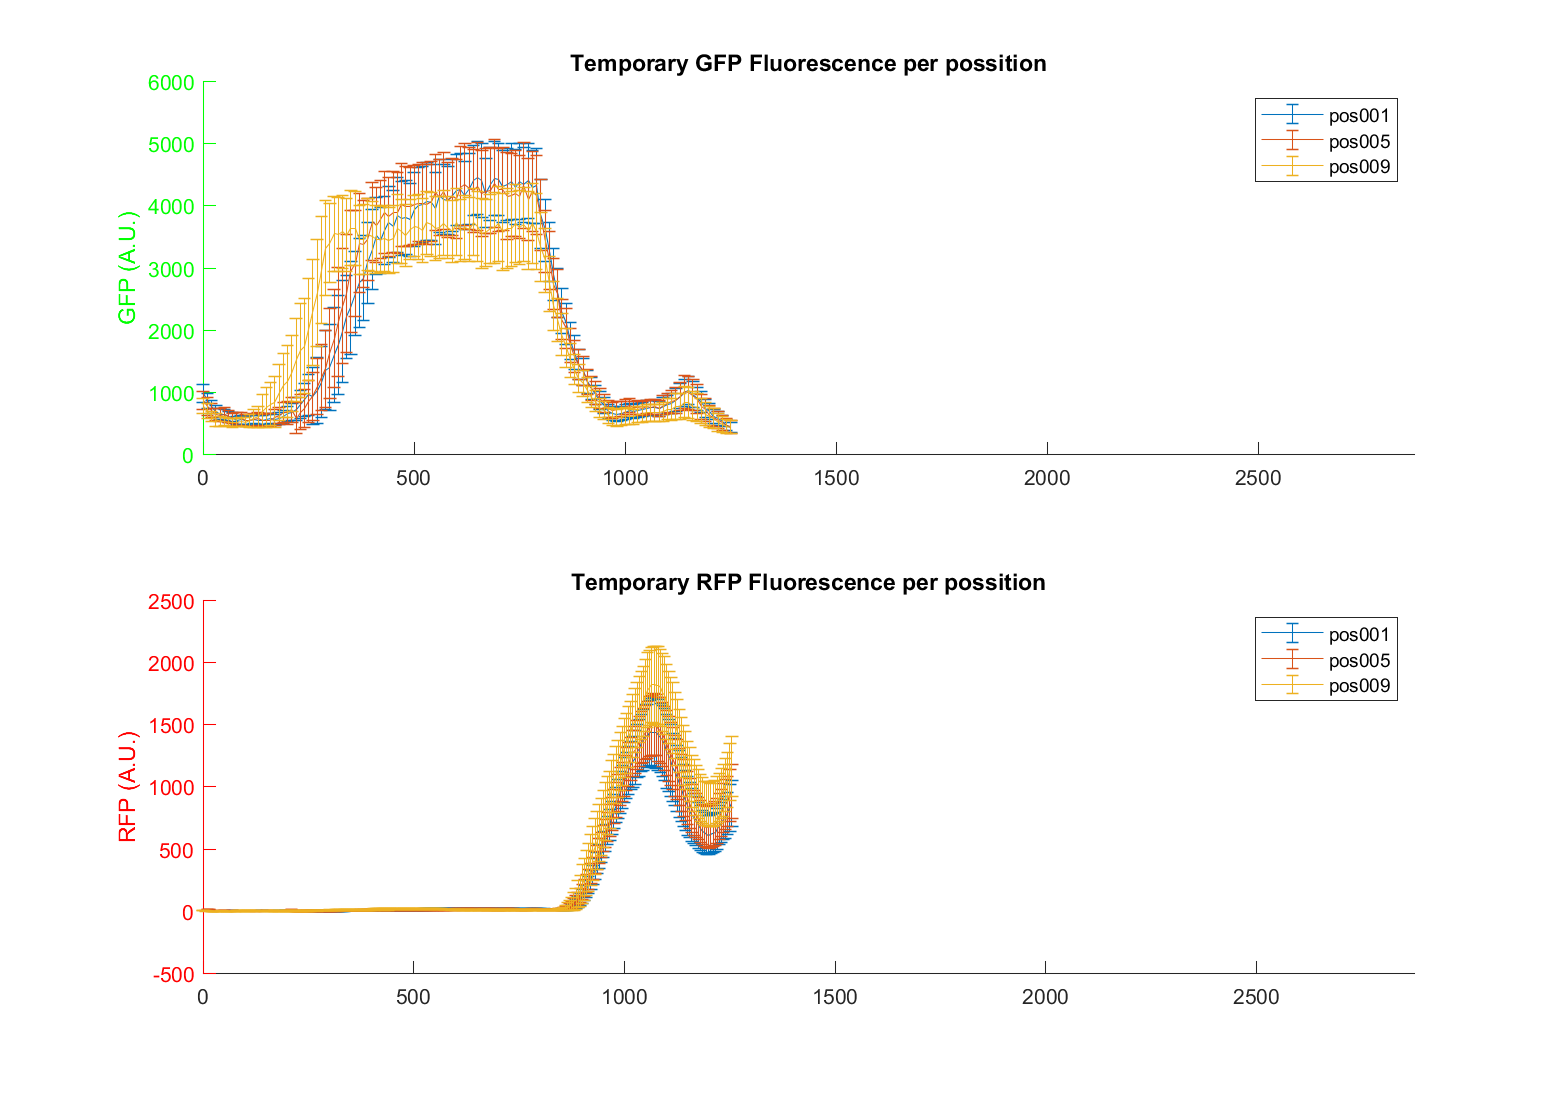 Temporary GFP Fluorescence per possition
6000
5000
4000
3000
2000
1000
0
GFP (A.U.)
0 500 1000 1500 2000 2500
pos001
pos005
pos009
Temporary RFP Fluorescence per possition
2500
2000
1500
1000
500
0
-500
RFP (A.U.)
0 500 1000 1500 2000 2500
pos001
pos005
pos009